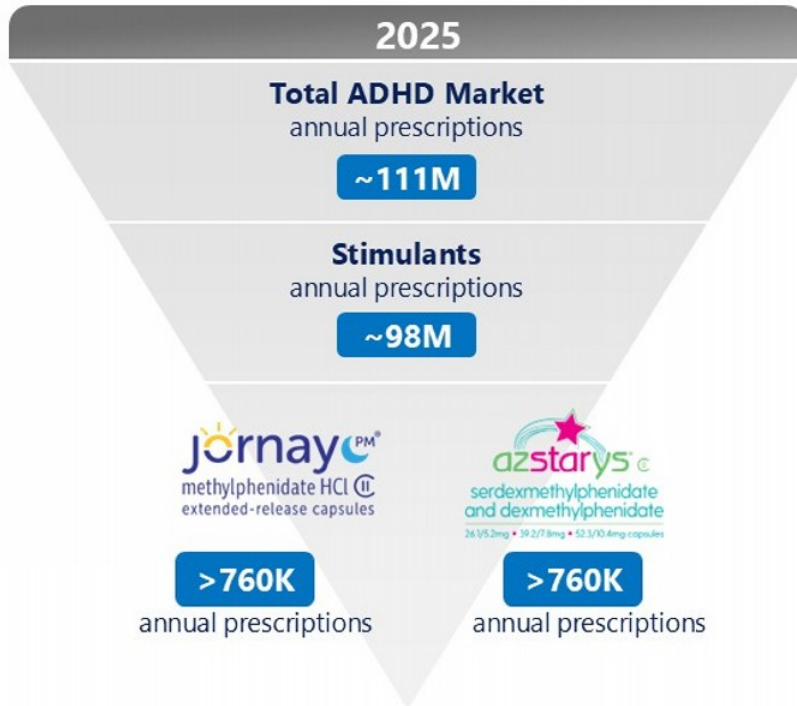 2025
Total ADHD Market
annual prescriptions
~111M
Stimulants
annual prescriptions
~98M
jornay PM®
methylphenidate HCl CII
extended-release capsules
>760K
annual prescriptions
azstarys C
serdexmethylphenidate
and dexmethylphenidate
26.1/5.2mg • 39.2/7.8mg • 52.3/10.4mg capsules
>760K
annual prescriptions